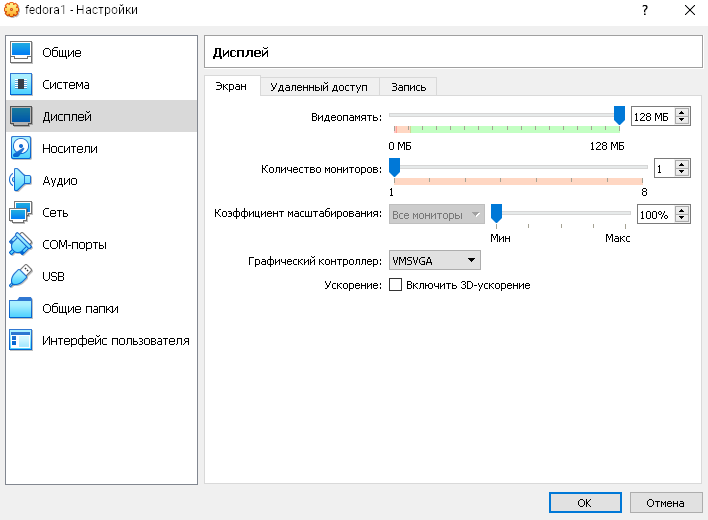 fedora1 - Настройки
?
Общие
Система
Дисплей
Носители
Аудио
Сеть
COM-порты
USB
Общие папки
Интерфейс пользователя
Дисплей
Экран Удаленный доступ Запись
Видеопамять: 128 МБ
0 МБ 128 МБ
Количество мониторов: 1
1 8
Коэффициент масштабирования: Все мониторы 100%
Мин Макс
Графический контроллер: VMSVGA
Ускорение: Включить 3D-ускорение
OK Отмена